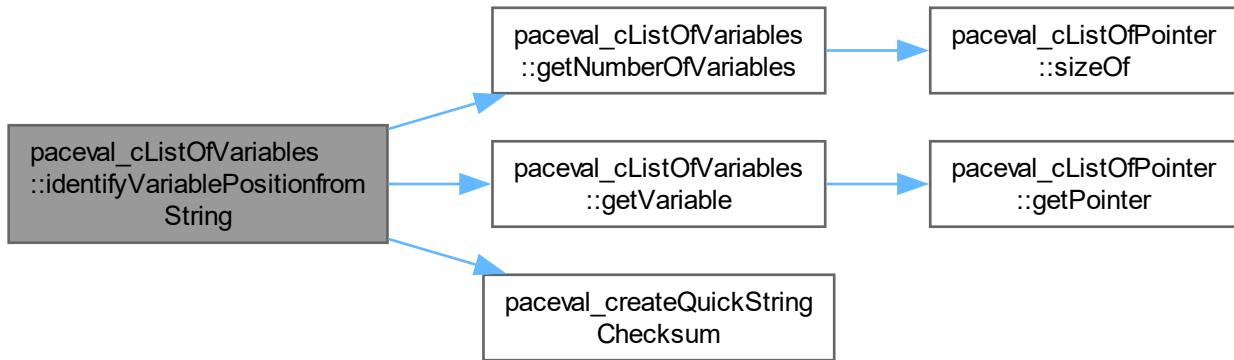 paceval_cListOfVariables
::identifyVariablePositionfrom
String
paceval_cListOfVariables
::getNumberOfVariables
paceval_cListOfPointer
::sizeOf
paceval_cListOfVariables
::getVariable
paceval_cListOfPointer
::getPointer
paceval_createQuickString
Checksum